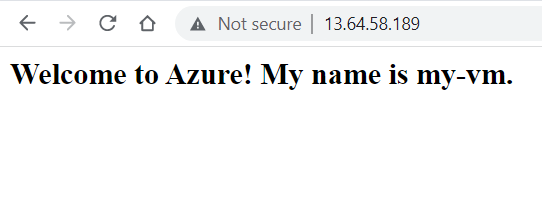 Not secure | 13.64.58.189
Welcome to Azure! My name is my-vm.